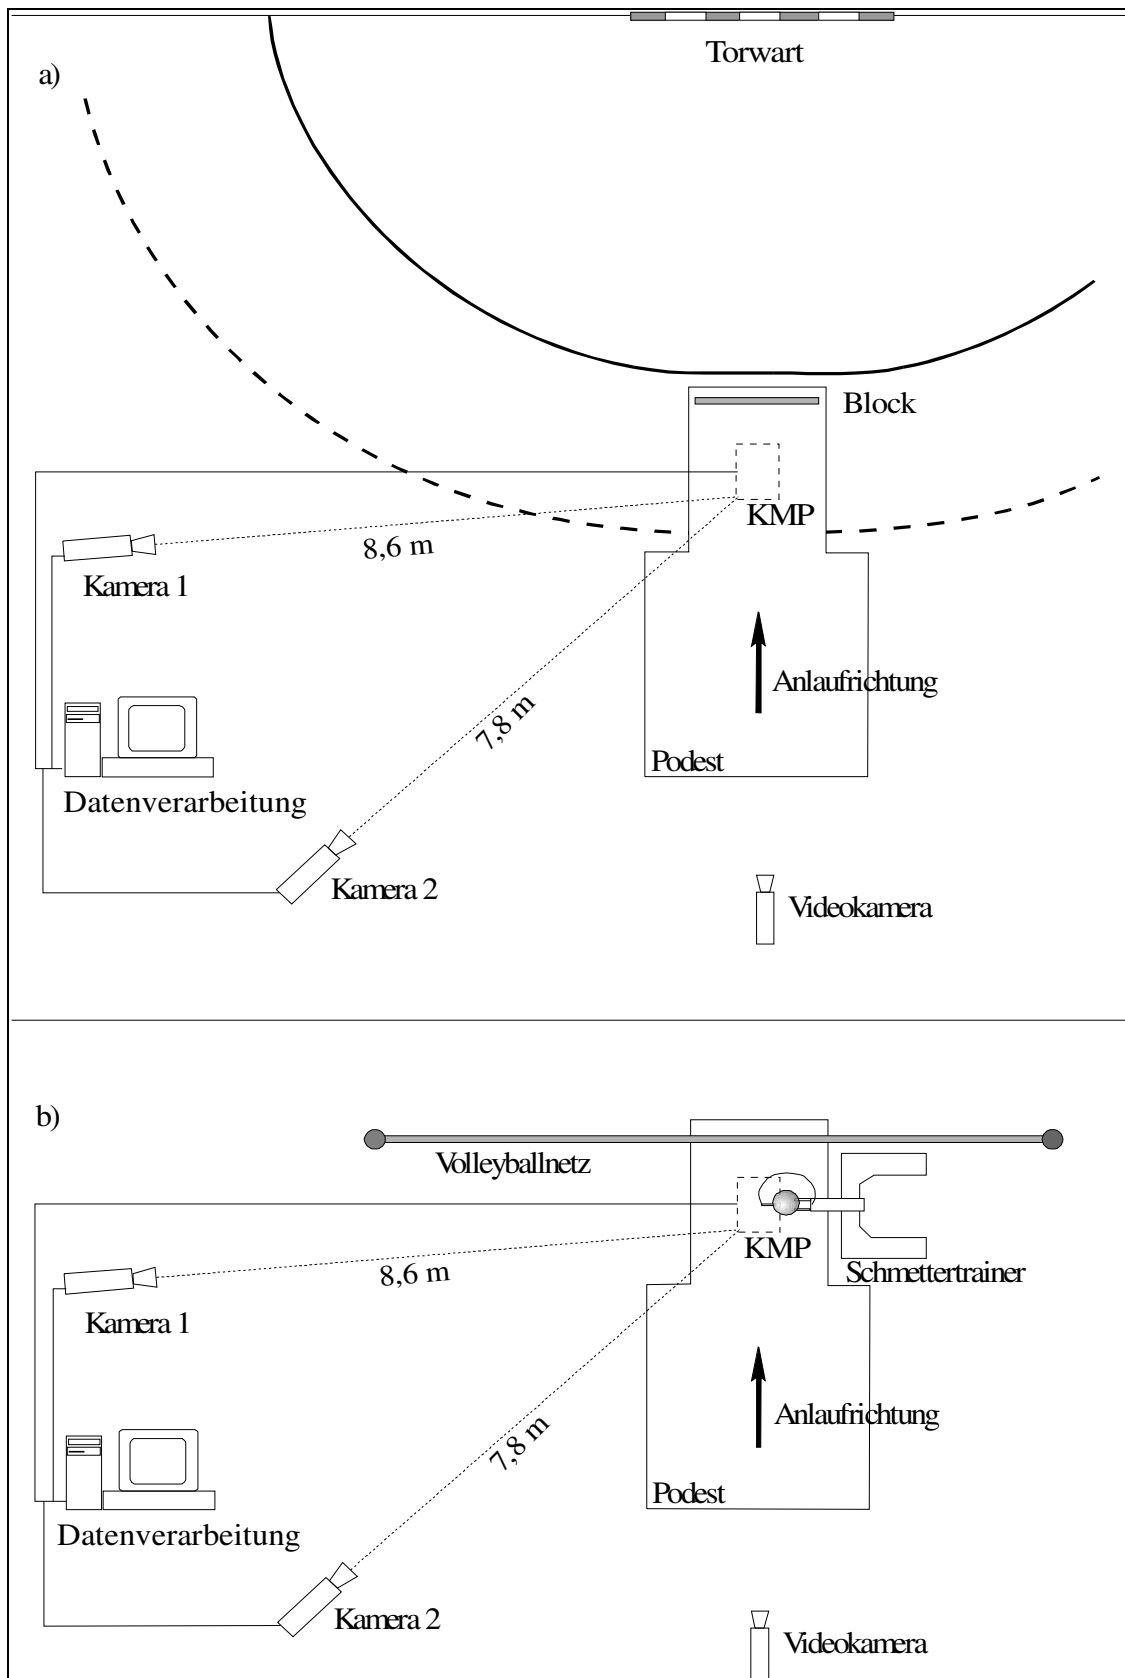 Torwart
a)
Block
KMP
8,6 m
Kamera 1
Anlaufrichtung
7,8 m
Podest
Datenverarbeitung
Kamera 2
Videokamera
b)
Volleyballnetz
KMP
Schmettertrainer
8,6 m
Kamera 1
Anlaufrichtung
7,8 m
Podest
Datenverarbeitung
Kamera 2
Videokamera